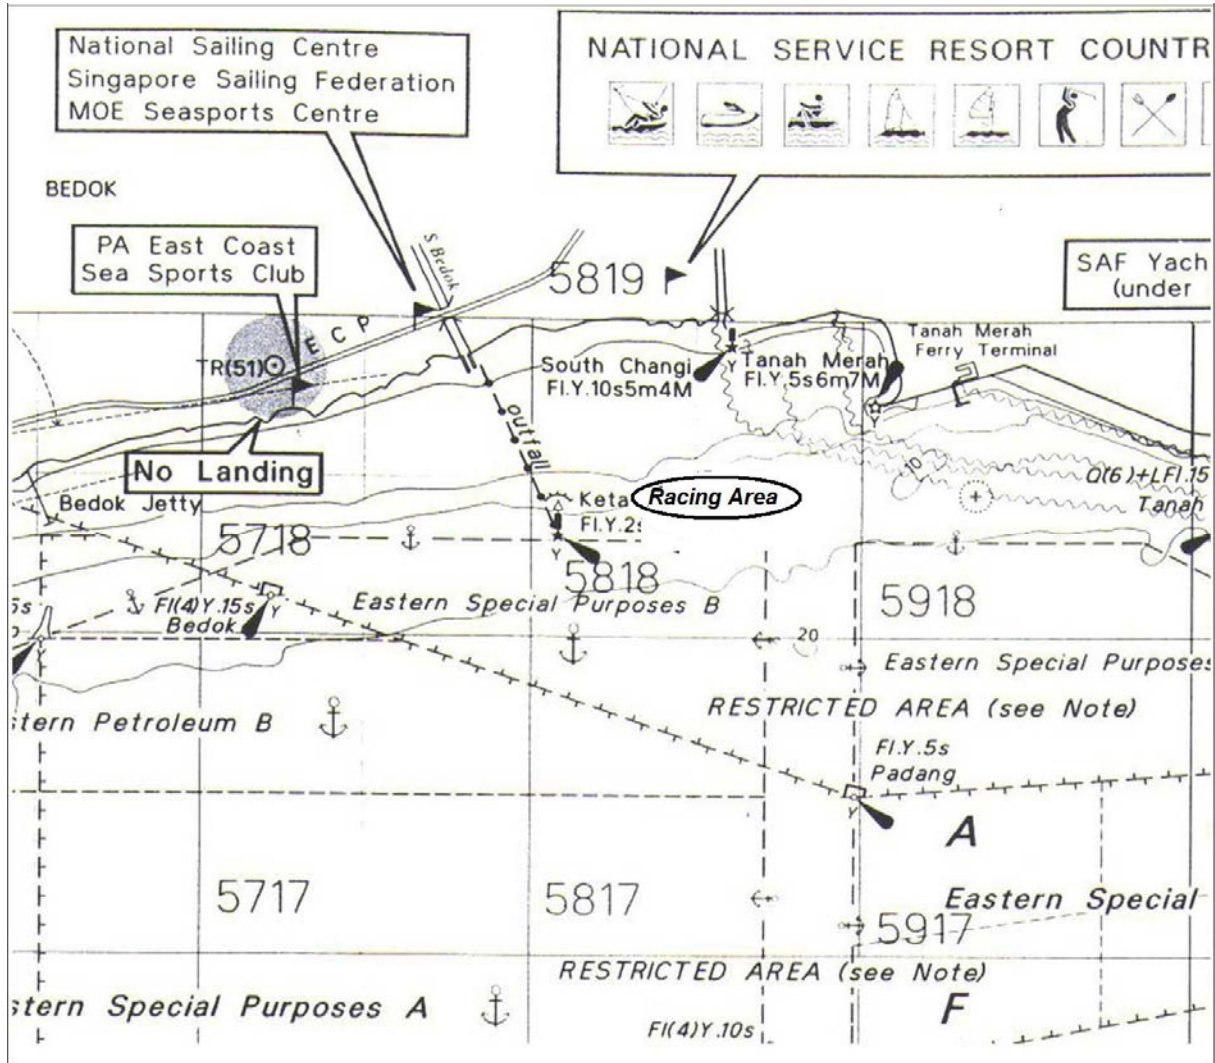 National Sailing Centre
Singapore Sailing Federation
MOE Seasports Centre
NATIONAL SERVICE RESORT COUNTR
BEDOK
PA East Coast
Sea Sports Club
S Bedok
5819
SAF Yach
(under
E C P
TR(51)
South Changi
Fl.Y.10s5m4M
Y
Tanah Merah
Fl.Y.5s6m7M
Y
Tanah Merah
Ferry Terminal
outfall
No Landing
10
Q(6)+LFl.15
Tanah
Bedok Jetty
Keta
Fl.Y.2s
Y
Racing Area
5718
5818
5918
5s
Fl(4)Y.15s
Bedok
Y
Y
Eastern Special Purposes B
20
Eastern Special Purposes
stern Petroleum B
RESTRICTED AREA (see Note)
Fl.Y.5s
Padang
Y
A
5717
5817
5917
Eastern Special
RESTRICTED AREA (see Note)
stern Special Purposes A
F
Fl(4)Y.10s